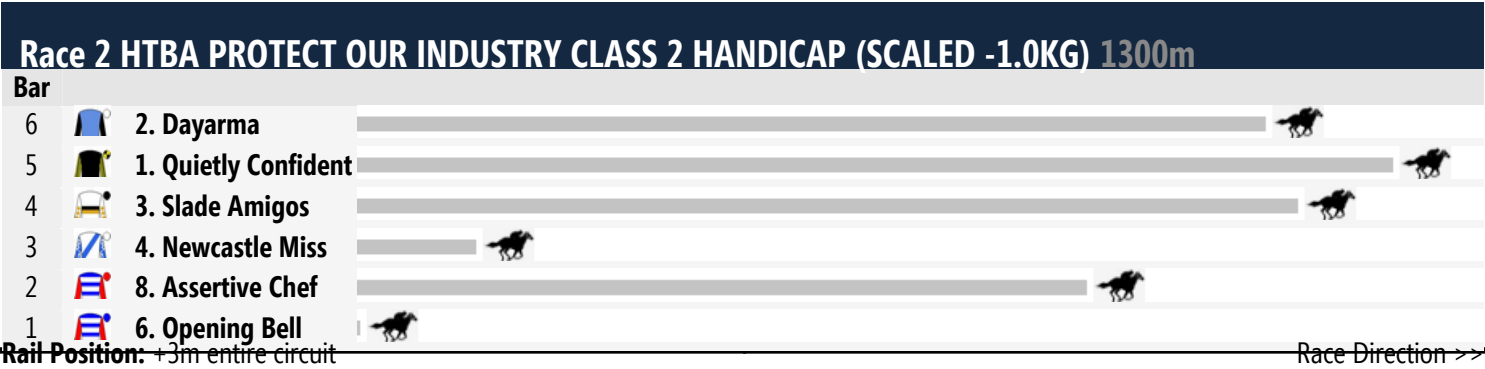 Race 2 HTBA PROTECT OUR INDUSTRY CLASS 2 HANDICAP (SCALED -1.0KG) 1300m
Bar
6 2. Dayarma
5 1. Quietly Confident
4 3. Slade Amigos
3 4. Newcastle Miss
2 8. Assertive Chef
1 6. Opening Bell
Rail Position: +3m entire circuit Race Direction >>